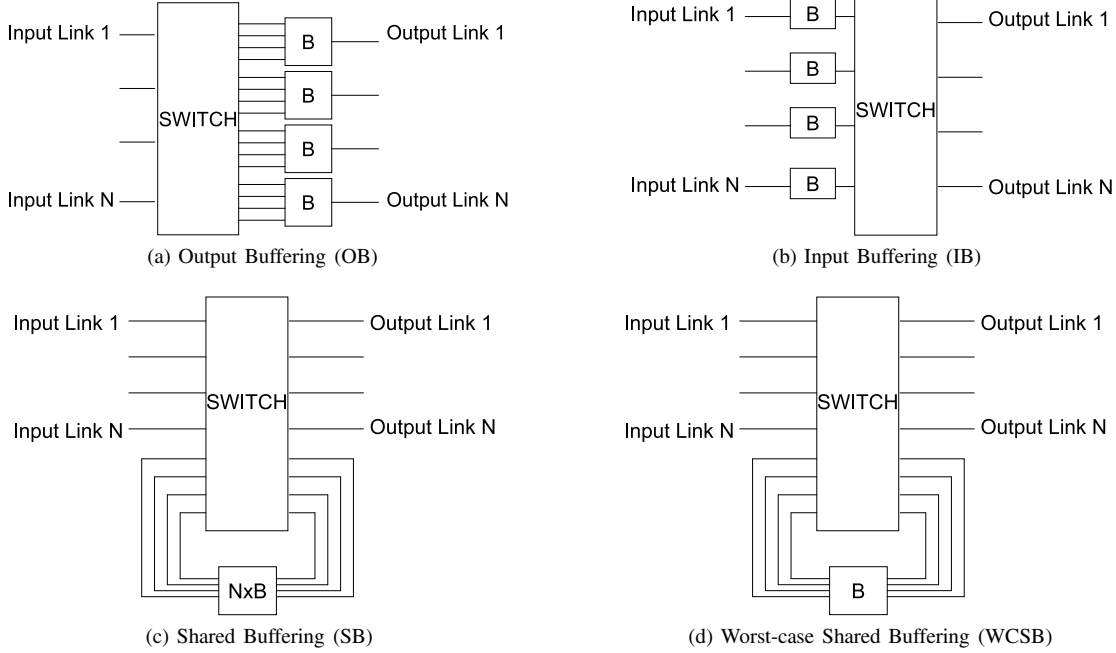 Input Link 1
SWITCH
B
Output Link 1
B
B
Input Link N
B
Output Link N
(a) Output Buffering (OB)
Input Link 1
B
SWITCH
Output Link 1
B
B
Input Link N
B
Output Link N
(b) Input Buffering (IB)
Input Link 1
Output Link 1
SWITCH
Input Link N
Output Link N
NxB
(c) Shared Buffering (SB)
Input Link 1
Output Link 1
SWITCH
Input Link N
Output Link N
B
(d) Worst-case Shared Buffering (WCSB)